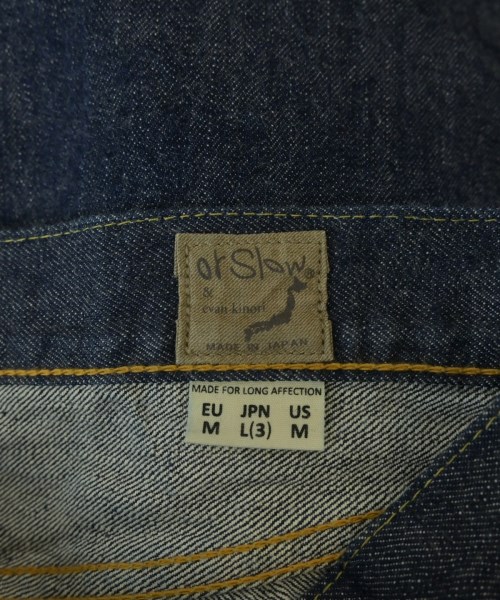 orSlow®
&
evan kinori
MADE IN JAPAN
MADE FOR LONG AFFECTION
EU JPN US
M L(3) M